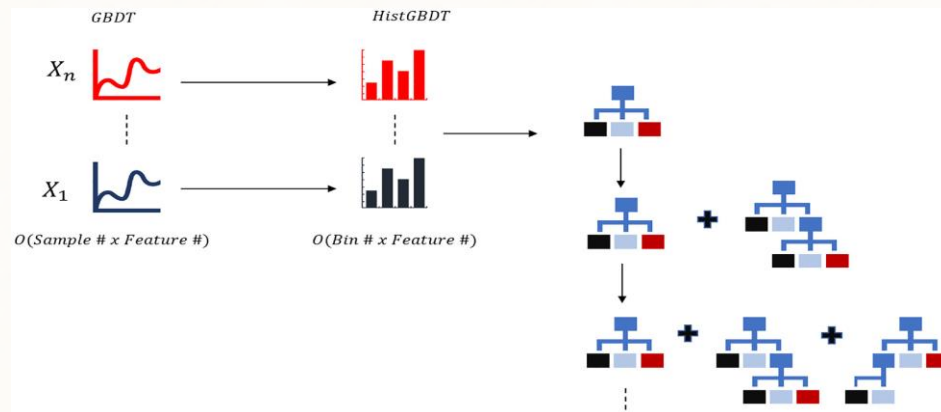 GBDT
HistGBDT
Xn
X1
O(Sample # x Feature #)
O(Bin # x Feature #)